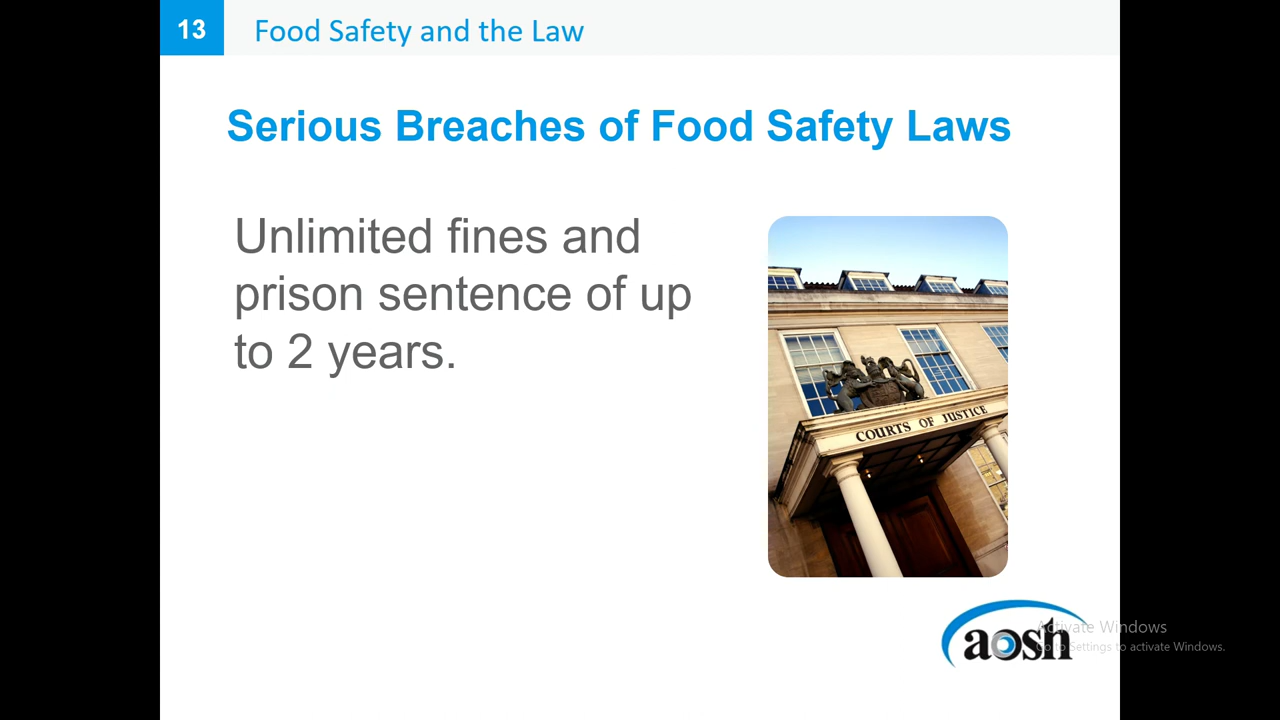 13
Food Safety and the Law
Serious Breaches of Food Safety Laws
Unlimited fines and
prison sentence of up
to 2 years.
COURTS OF JUSTICE
aosh
Activate Windows
Go to Settings to activate Windows.